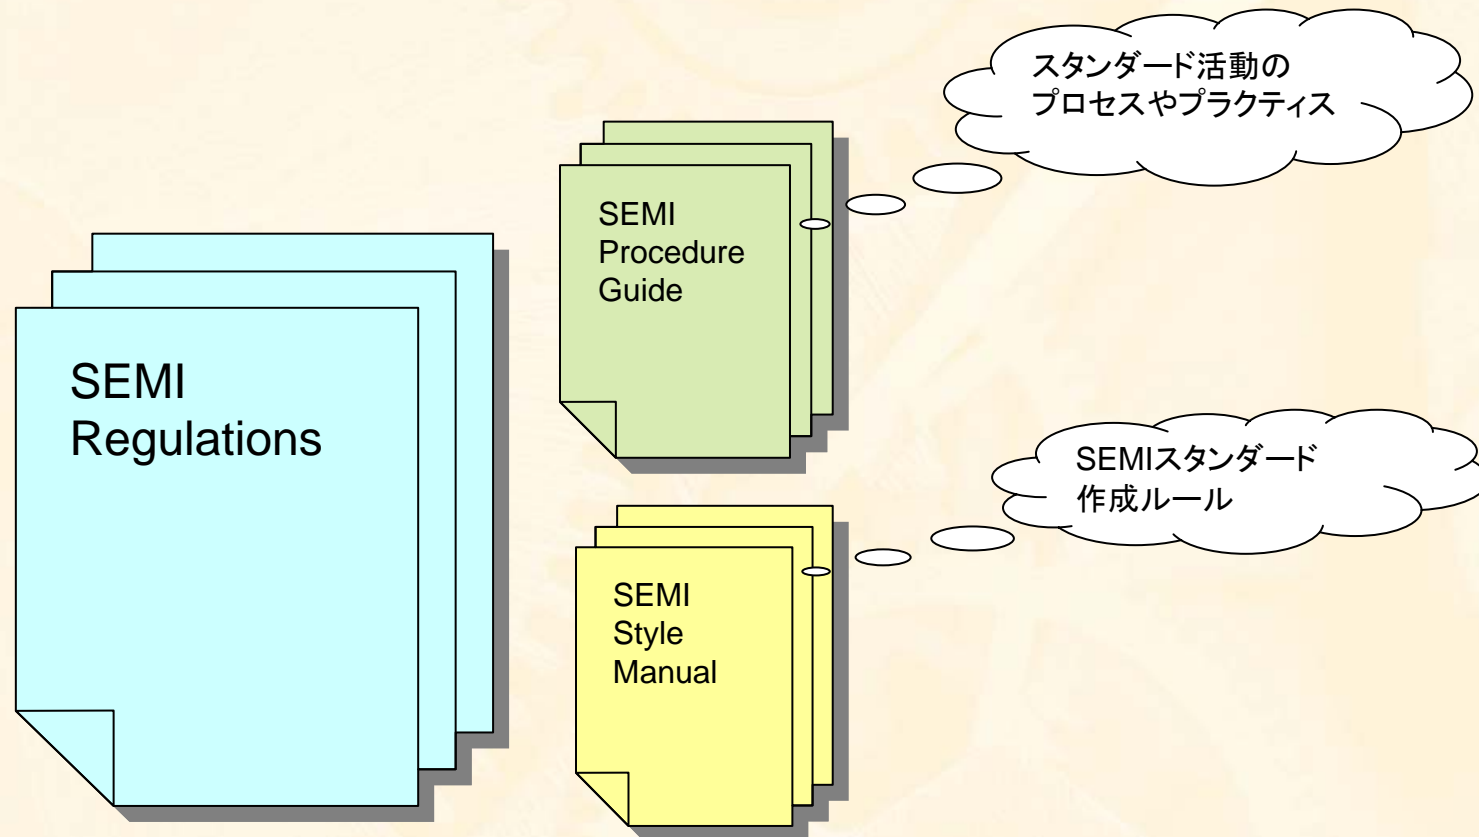 SEMI
Regulations
SEMI
Procedure
Guide
スタンダード活動の
プロセスやプラクティス
SEMI
Style
Manual
SEMIスタンダード
作成ルール